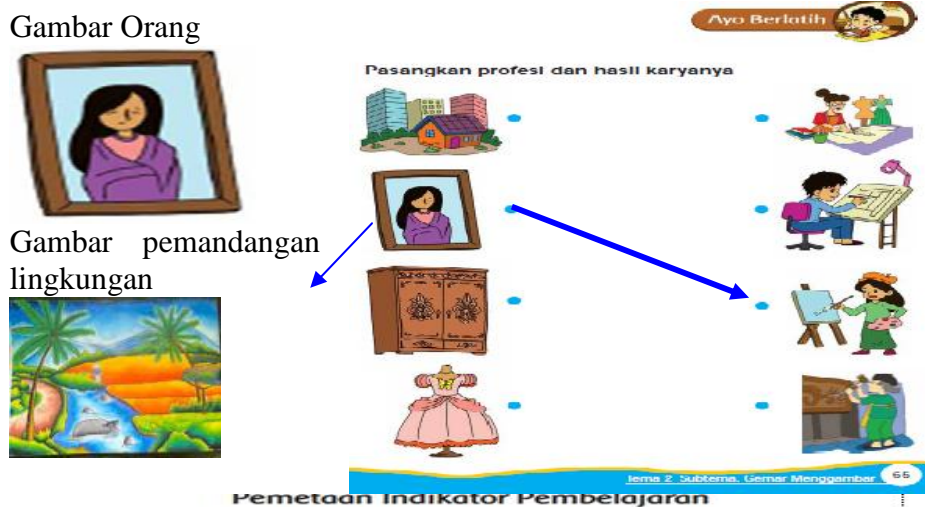 Gambar Orang
Gambar pemandangan
lingkungan
Ayo Berlatih
Pasangkan profesi dan hasil karyanya
Tema 2 Subtema. Gemar Menggambar
65
Pemetaan Indikator Pembelajaran